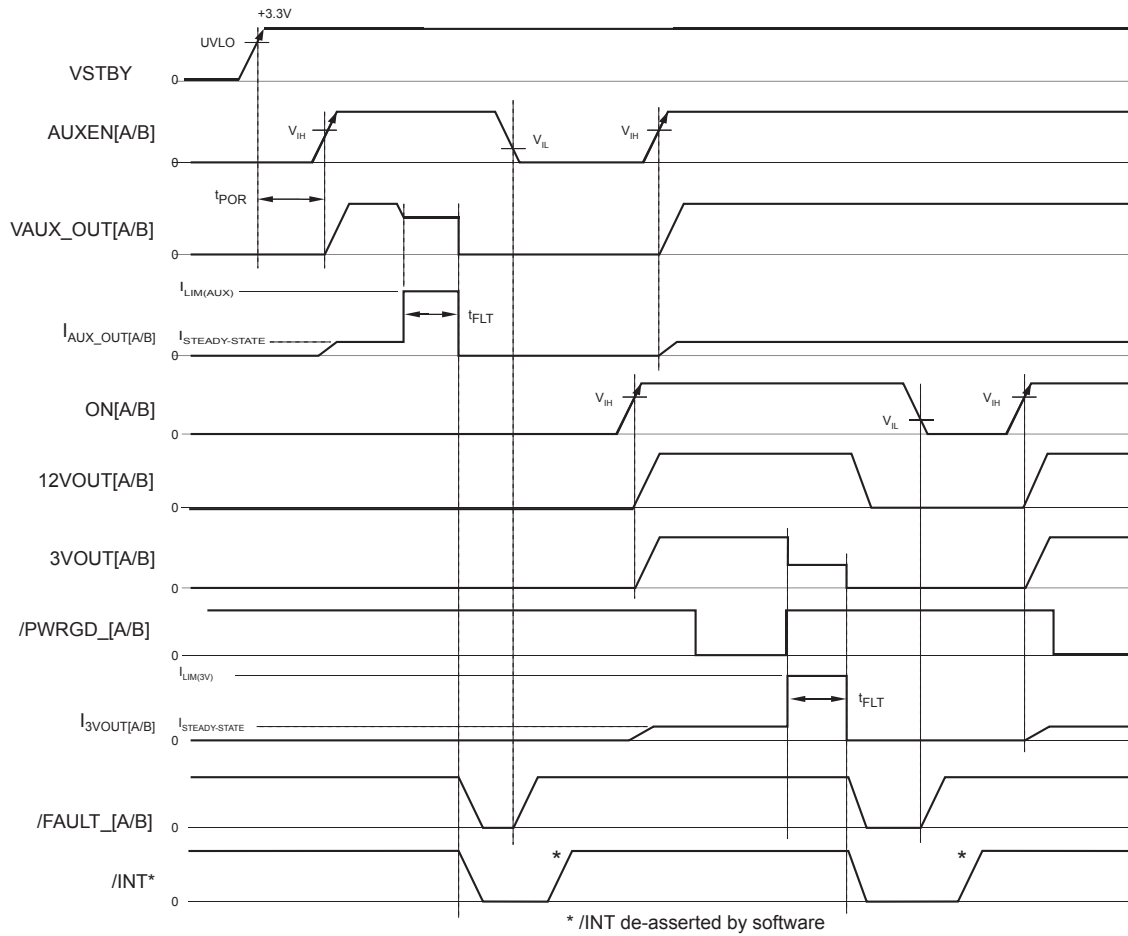 +3.3V
UVLO
VSTBY
0
AUXEN[A/B]
VIH
VIL
VIH
0
tPOR
VAUX_OUT[A/B]
0
ILIM(AUX)
IAUX_OUT[A/B]
ISTEADY-STATE
tFLT
0
ON[A/B]
VIH
VIL
VIH
0
12VOUT[A/B]
0
3VOUT[A/B]
0
/PWRGD_[A/B]
0
ILIM(3V)
I3VOUT[A/B]
ISTEADY-STATE
tFLT
0
/FAULT_[A/B]
0
* *
/INT*
0
* /INT de-asserted by software